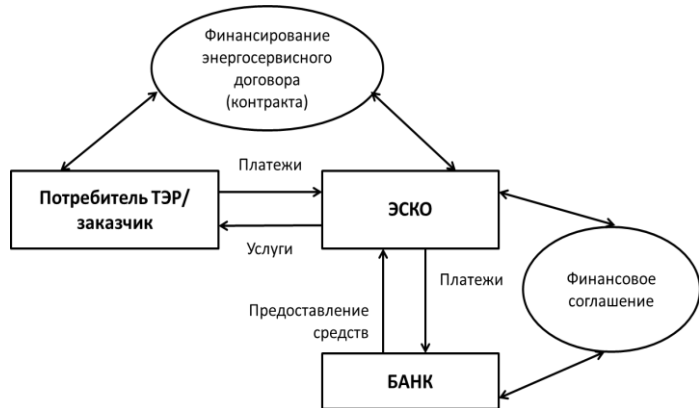 Финансирование
энергосервисного
договора
(контракта)
Платежи
Потребитель ТЭР/
заказчик
ЭСКО
Услуги
Платежи
Финансовое
соглашение
Предоставление
средств
БАНК